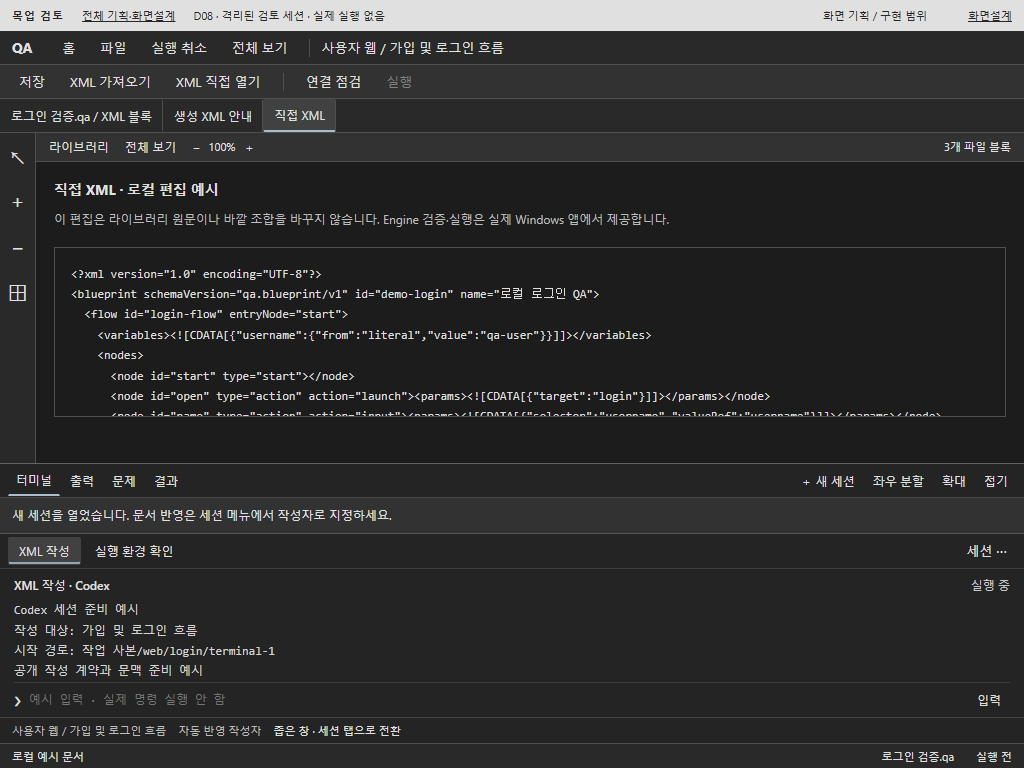 목업 검토 전체 기획·화면설계 D08 · 격리된 검토 세션 · 실제 실행 없음 화면 기획 / 구현 범위 화면설계
QA 홈 파일 실행 취소 전체 보기 사용자 웹 / 가입 및 로그인 흐름
저장 XML 가져오기 XML 직접 열기 연결 점검 실행
로그인 검증.qa / XML 블록 생성 XML 안내 직접 XML
라이브러리 전체 보기 − 100% + 3개 파일 블록
직접 XML · 로컬 편집 예시
이 편집은 라이브러리 원문이나 바깥 조합을 바꾸지 않습니다. Engine 검증·실행은 실제 Windows 앱에서 제공합니다.
<?xml version="1.0" encoding="UTF-8"?>
<blueprint schemaVersion="qa.blueprint/v1" id="demo-login" name="로컬 로그인 QA">
<flow id="login-flow" entryNode="start">
<variables><![CDATA[{"username":{"from":"literal","value":"qa-user"}}]]></variables>
<nodes>
<node id="start" type="start"></node>
<node id="open" type="action" action="launch"><params><![CDATA[{"target":"login"}]]></params></node>
<node id="name" type="action" action="input"><params><![CDATA[{"selector":"username","valueRef":"username"}]]></params></node>
터미널 출력 문제 결과 + 새 세션 좌우 분할 확대 접기
새 세션을 열었습니다. 문서 반영은 세션 메뉴에서 작성자로 지정하세요.
XML 작성 실행 환경 확인 세션 ···
XML 작성 · Codex 실행 중
Codex 세션 준비 예시
작성 대상: 가입 및 로그인 흐름
시작 경로: 작업 사본/web/login/terminal-1
공개 작성 계약과 문맥 준비 예시
❯ 예시 입력 · 실제 명령 실행 안 함 입력
사용자 웹 / 가입 및 로그인 흐름 자동 반영 작성자 좁은 창 · 세션 탭으로 전환
로컬 예시 문서 로그인 검증.qa 실행 전